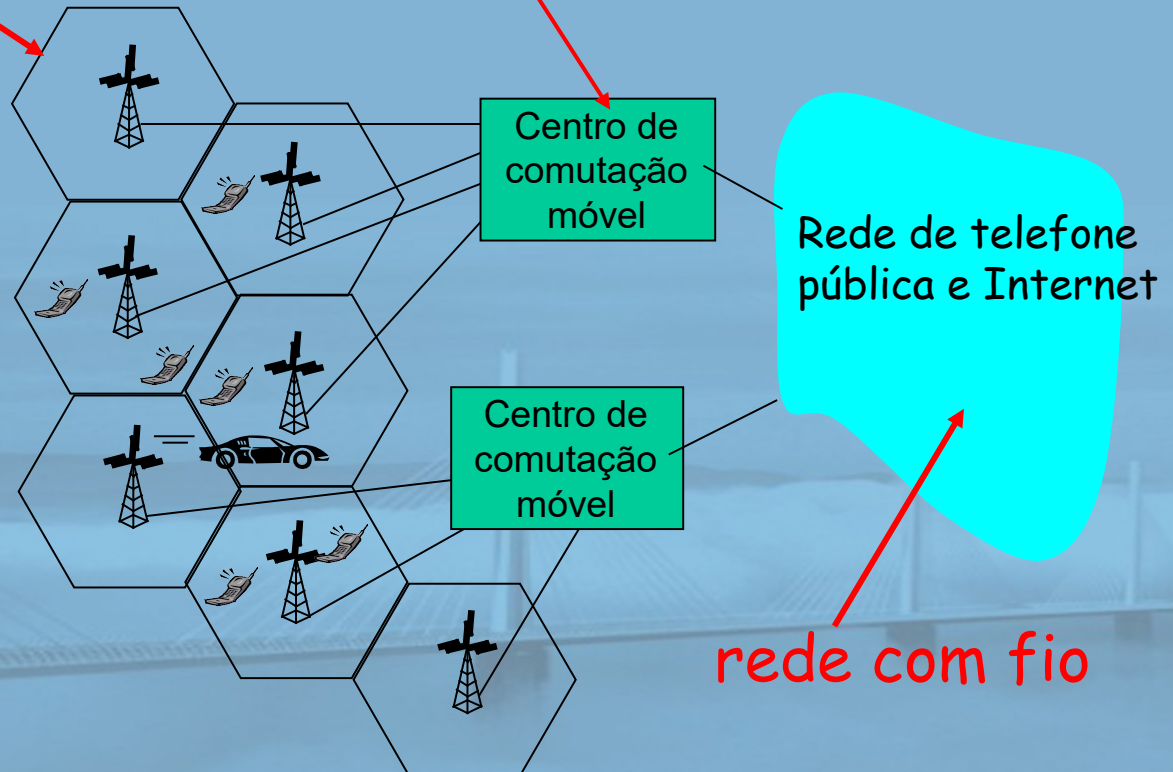 Centro de
comutação
móvel
Rede de telefone
pública e Internet
Centro de
comutação
móvel
rede com fio